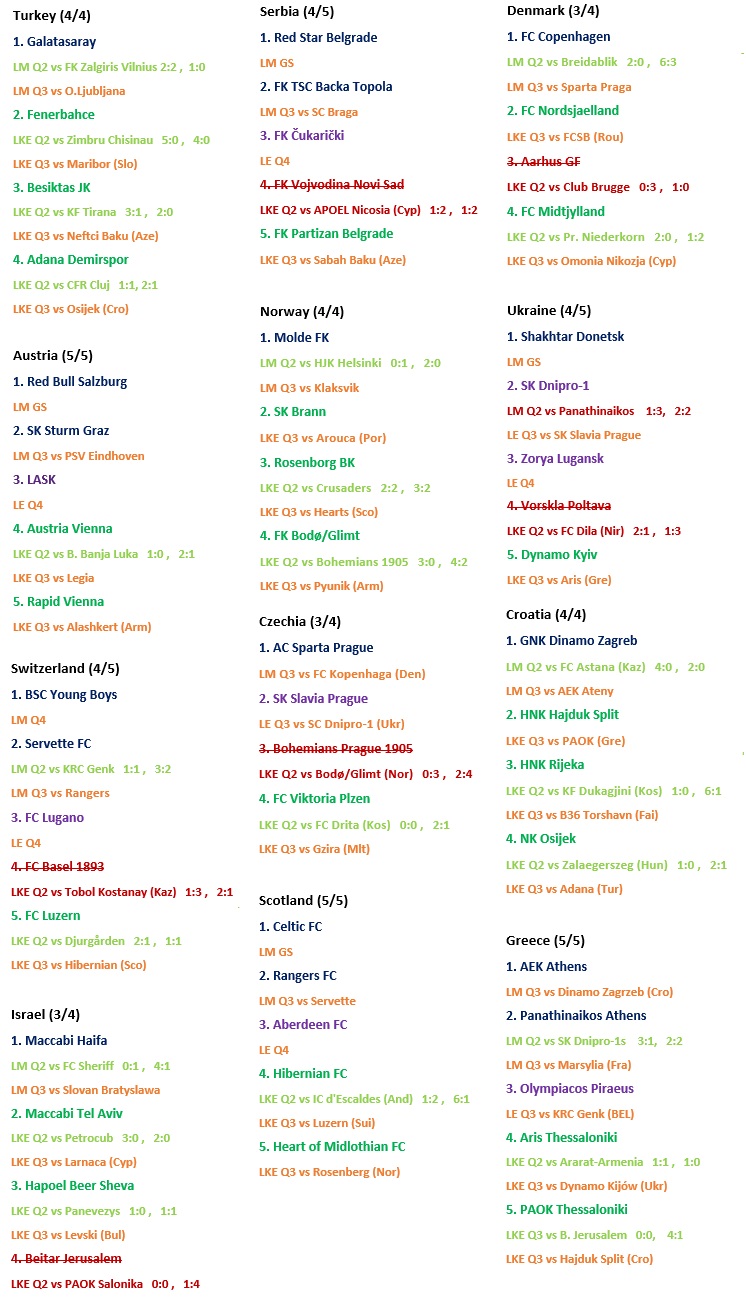 Turkey (4/4)
1. Galatasaray
LM Q2 vs FK Zalgiris Vilnius 2:2 , 1:0
LM Q3 vs O.Ljubljana
2. Fenerbahce
LKE Q2 vs Zimbru Chisinau 5:0 , 4:0
LKE Q3 vs Maribor (Slo)
3. Besiktas JK
LKE Q2 vs KF Tirana 3:1 , 2:0
LKE Q3 vs Neftci Baku (Aze)
4. Adana Demirspor
LKE Q2 vs CFR Cluj 1:1, 2:1
LKE Q3 vs Osijek (Cro)
Austria (5/5)
1. Red Bull Salzburg
LM GS
2. SK Sturm Graz
LM Q3 vs PSV Eindhoven
3. LASK
LE Q4
4. Austria Vienna
LKE Q2 vs B. Banja Luka 1:0 , 2:1
LKE Q3 vs Legia
5. Rapid Vienna
LKE Q3 vs Alashkert (Arm)
Switzerland (4/5)
1. BSC Young Boys
LM Q4
2. Servette FC
LM Q2 vs KRC Genk 1:1 , 3:2
LM Q3 vs Rangers
3. FC Lugano
LE Q4
4. FC Basel 1893
LKE Q2 vs Tobol Kostanay (Kaz) 1:3 , 2:1
5. FC Luzern
LKE Q2 vs Djurgården 2:1 , 1:1
LKE Q3 vs Hibernian (Sco)
Israel (3/4)
1. Maccabi Haifa
LM Q2 vs FC Sheriff 0:1 , 4:1
LM Q3 vs Slovan Bratyslawa
2. Maccabi Tel Aviv
LKE Q2 vs Petrocub 3:0 , 2:0
LKE Q3 vs Larnaca (Cyp)
3. Hapoel Beer Sheva
LKE Q2 vs Panevezys 1:0 , 1:1
LKE Q3 vs Levski (Bul)
4. Beitar Jerusalem
LKE Q2 vs PAOK Salonika 0:0 , 1:4
Serbia (4/5)
1. Red Star Belgrade
LM GS
2. FK TSC Backa Topola
LM Q3 vs SC Braga
3. FK Čukarički
LE Q4
4. FK Vojvodina Novi Sad
LKE Q2 vs APOEL Nicosia (Cyp) 1:2 , 1:2
5. FK Partizan Belgrade
LKE Q3 vs Sabah Baku (Aze)
Norway (4/4)
1. Molde FK
LM Q2 vs HJK Helsinki 0:1 , 2:0
LM Q3 vs Klaksvik
2. SK Brann
LKE Q3 vs Arouca (Por)
3. Rosenborg BK
LKE Q2 vs Crusaders 2:2 , 3:2
LKE Q3 vs Hearts (Sco)
4. FK Bodø/Glimt
LKE Q2 vs Bohemians 1905 3:0 , 4:2
LKE Q3 vs Pyunik (Arm)
Czechia (3/4)
1. AC Sparta Prague
LM Q3 vs FC Kopenhaga (Den)
2. SK Slavia Prague
LE Q3 vs SC Dnipro-1 (Ukr)
3. Bohemians Prague 1905
LKE Q2 vs Bodø/Glimt (Nor) 0:3 , 2:4
4. FC Viktoria Plzen
LKE Q2 vs FC Drita (Kos) 0:0 , 2:1
LKE Q3 vs Gzira (Mlt)
Scotland (5/5)
1. Celtic FC
LM GS
2. Rangers FC
LM Q3 vs Servette
3. Aberdeen FC
LE Q4
4. Hibernian FC
LKE Q2 vs IC d'Escaldes (And) 1:2 , 6:1
LKE Q3 vs Luzern (Sui)
5. Heart of Midlothian FC
LKE Q3 vs Rosenberg (Nor)
Denmark (3/4)
1. FC Copenhagen
LM Q2 vs Breidablik 2:0 , 6:3
LM Q3 vs Sparta Praga
2. FC Nordsjaelland
LKE Q3 vs FCSB (Rou)
3. Aarhus GF
LKE Q2 vs Club Brugge 0:3 , 1:0
4. FC Midtjylland
LKE Q2 vs Pr. Niederkorn 2:0 , 1:2
LKE Q3 vs Omonia Nikozja (Cyp)
Ukraine (4/5)
1. Shakhtar Donetsk
LM GS
2. SK Dnipro-1
LM Q2 vs Panathinaikos 1:3, 2:2
LE Q3 vs SK Slavia Prague
3. Zorya Lugansk
LE Q4
4. Vorskla Poltava
LKE Q2 vs FC Dila (Nir) 2:1 , 1:3
5. Dynamo Kyiv
LKE Q3 vs Aris (Gre)
Croatia (4/4)
1. GNK Dinamo Zagreb
LM Q2 vs FC Astana (Kaz) 4:0 , 2:0
LM Q3 vs AEK Ateny
2. HNK Hajduk Split
LKE Q3 vs PAOK (Gre)
3. HNK Rijeka
LKE Q2 vs KF Dukagjini (Kos) 1:0 , 6:1
LKE Q3 vs B36 Torshavn (Fai)
4. NK Osijek
LKE Q2 vs Zalaegerszeg (Hun) 1:0 , 2:1
LKE Q3 vs Adana (Tur)
Greece (5/5)
1. AEK Athens
LM Q3 vs Dinamo Zagrzeb (Cro)
2. Panathinaikos Athens
LM Q2 vs SK Dnipro-1s 3:1, 2:2
LM Q3 vs Marsylia (Fra)
3. Olympiacos Piraeus
LE Q3 vs KRC Genk (BEL)
4. Aris Thessaloniki
LKE Q2 vs Ararat-Armenia 1:1 , 1:0
LKE Q3 vs Dynamo Kijów (Ukr)
5. PAOK Thessaloniki
LKE Q3 vs B. Jerusalem 0:0, 4:1
LKE Q3 vs Hajduk Split (Cro)